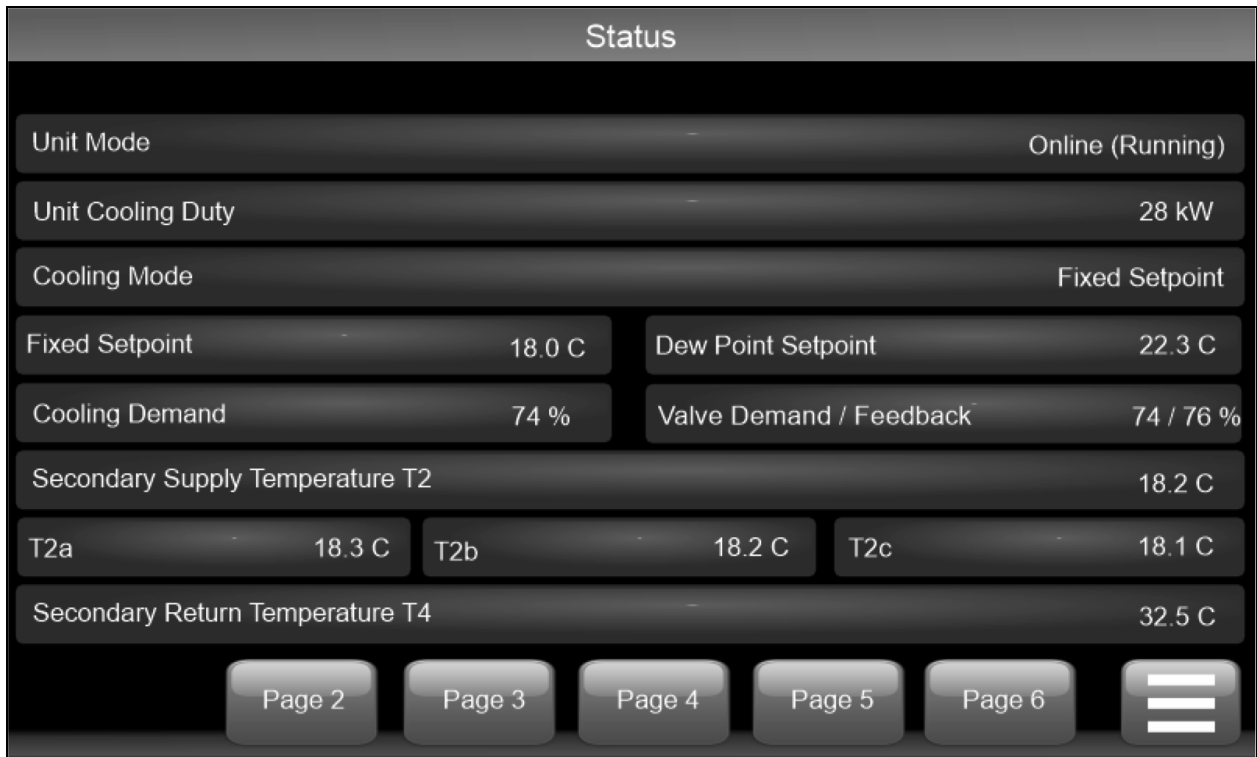 Status
Unit Mode Online (Running)
Unit Cooling Duty 28 kW
Cooling Mode Fixed Setpoint
Fixed Setpoint 18.0 C Dew Point Setpoint 22.3 C
Cooling Demand 74 % Valve Demand / Feedback 74 / 76 %
Secondary Supply Temperature T2 18.2 C
T2a 18.3 C T2b 18.2 C T2c 18.1 C
Secondary Return Temperature T4 32.5 C
Page 2 Page 3 Page 4 Page 5 Page 6